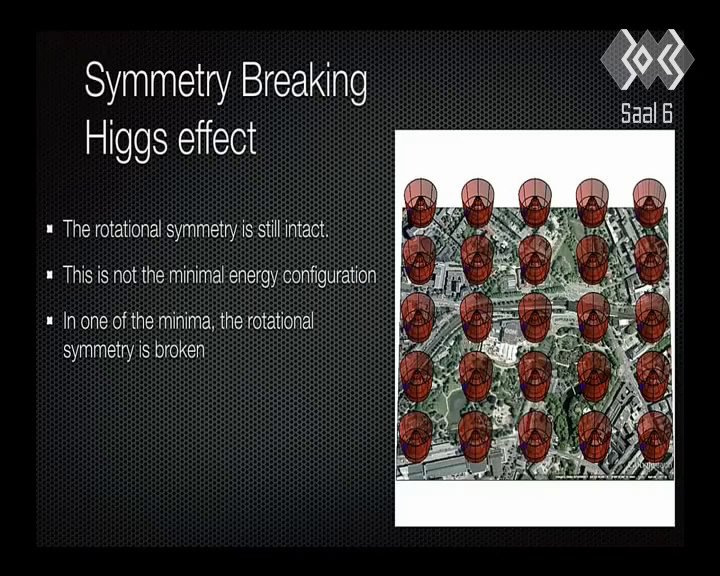 Symmetry Breaking
Higgs effect
Saal 6
The rotational symmetry is still intact.
This is not the minimal energy configuration
In one of the minima, the rotational
symmetry is broken